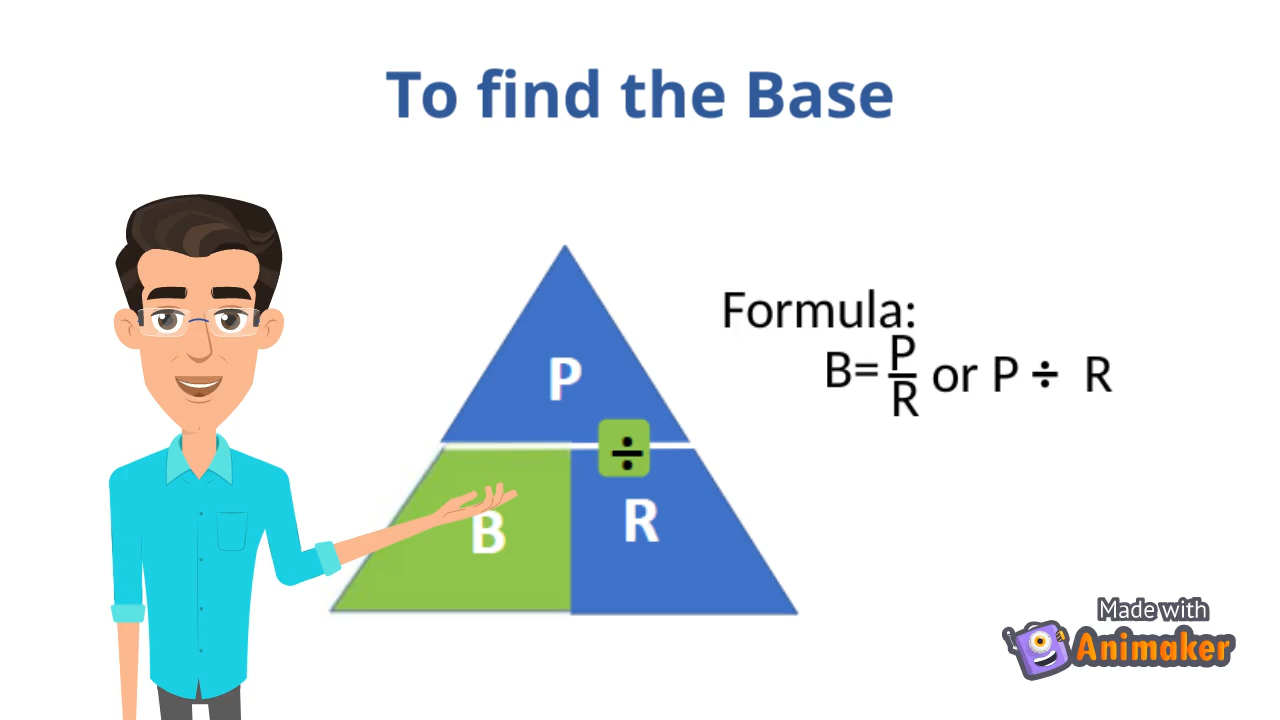 To find the Base
P
÷
B
R
Formula:
B= P/R or P ÷ R
Made with
Animaker